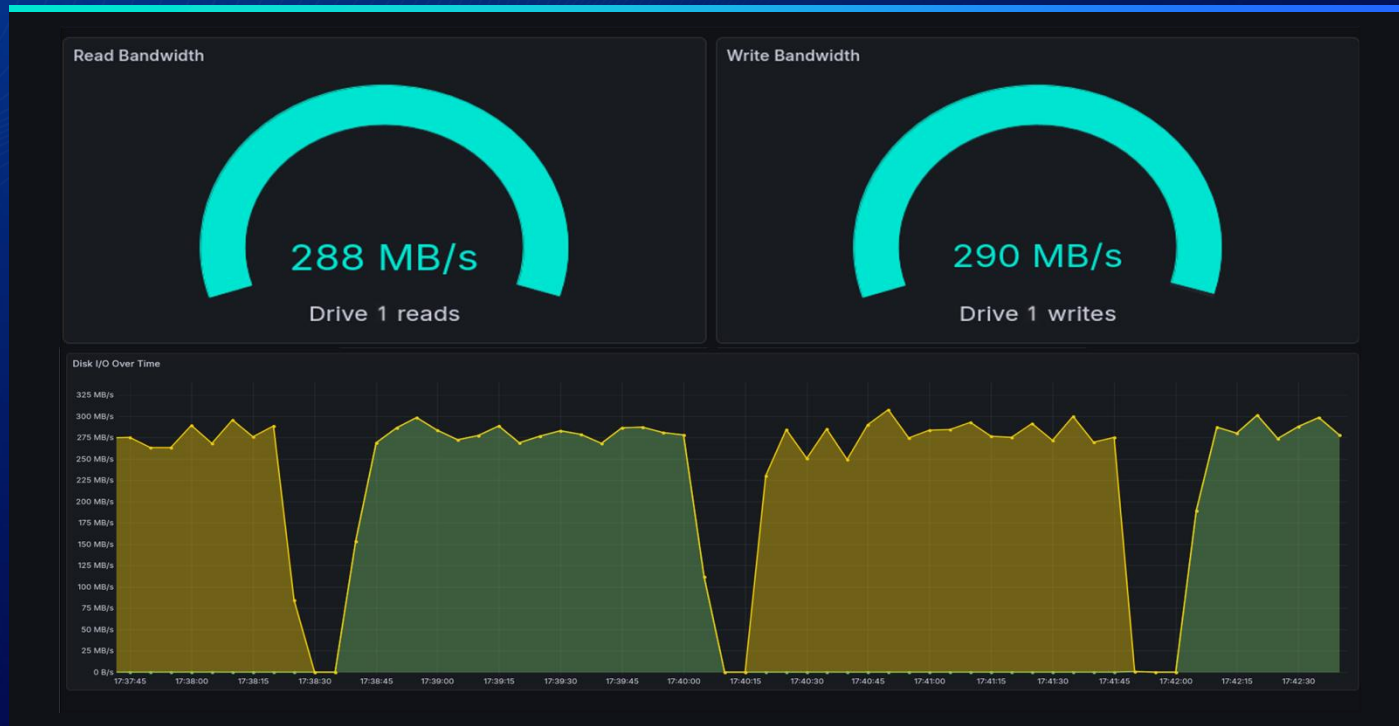 Read Bandwidth
288 MB/s
Drive 1 reads
Write Bandwidth
290 MB/s
Drive 1 writes
Disk I/O Over Time
325 MB/s
300 MB/s
275 MB/s
250 MB/s
225 MB/s
200 MB/s
175 MB/s
150 MB/s
125 MB/s
100 MB/s
75 MB/s
50 MB/s
25 MB/s
0 B/s
17:37:45 17:38:00 17:38:15 17:38:30 17:38:45 17:39:00 17:39:15 17:39:30 17:39:45 17:40:00 17:40:15 17:40:30 17:40:45 17:41:00 17:41:15 17:41:30 17:41:45 17:42:00 17:42:15 17:42:30